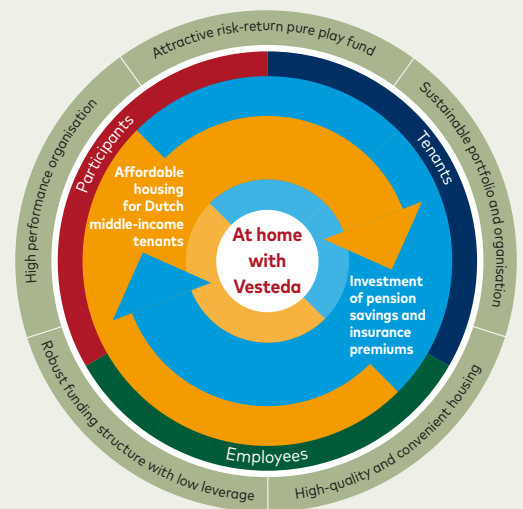 Attractive risk-return pure play fund
High performance organisation
Sustainable portfolio and organisation
Participants
Tenants
Affordable
housing
for Dutch
middle-income
tenants
At home
with
Vesteda
Investment
of pension
savings and
insurance
premiums
Employees
Robust funding structure with low leverage
High-quality and convenient housing